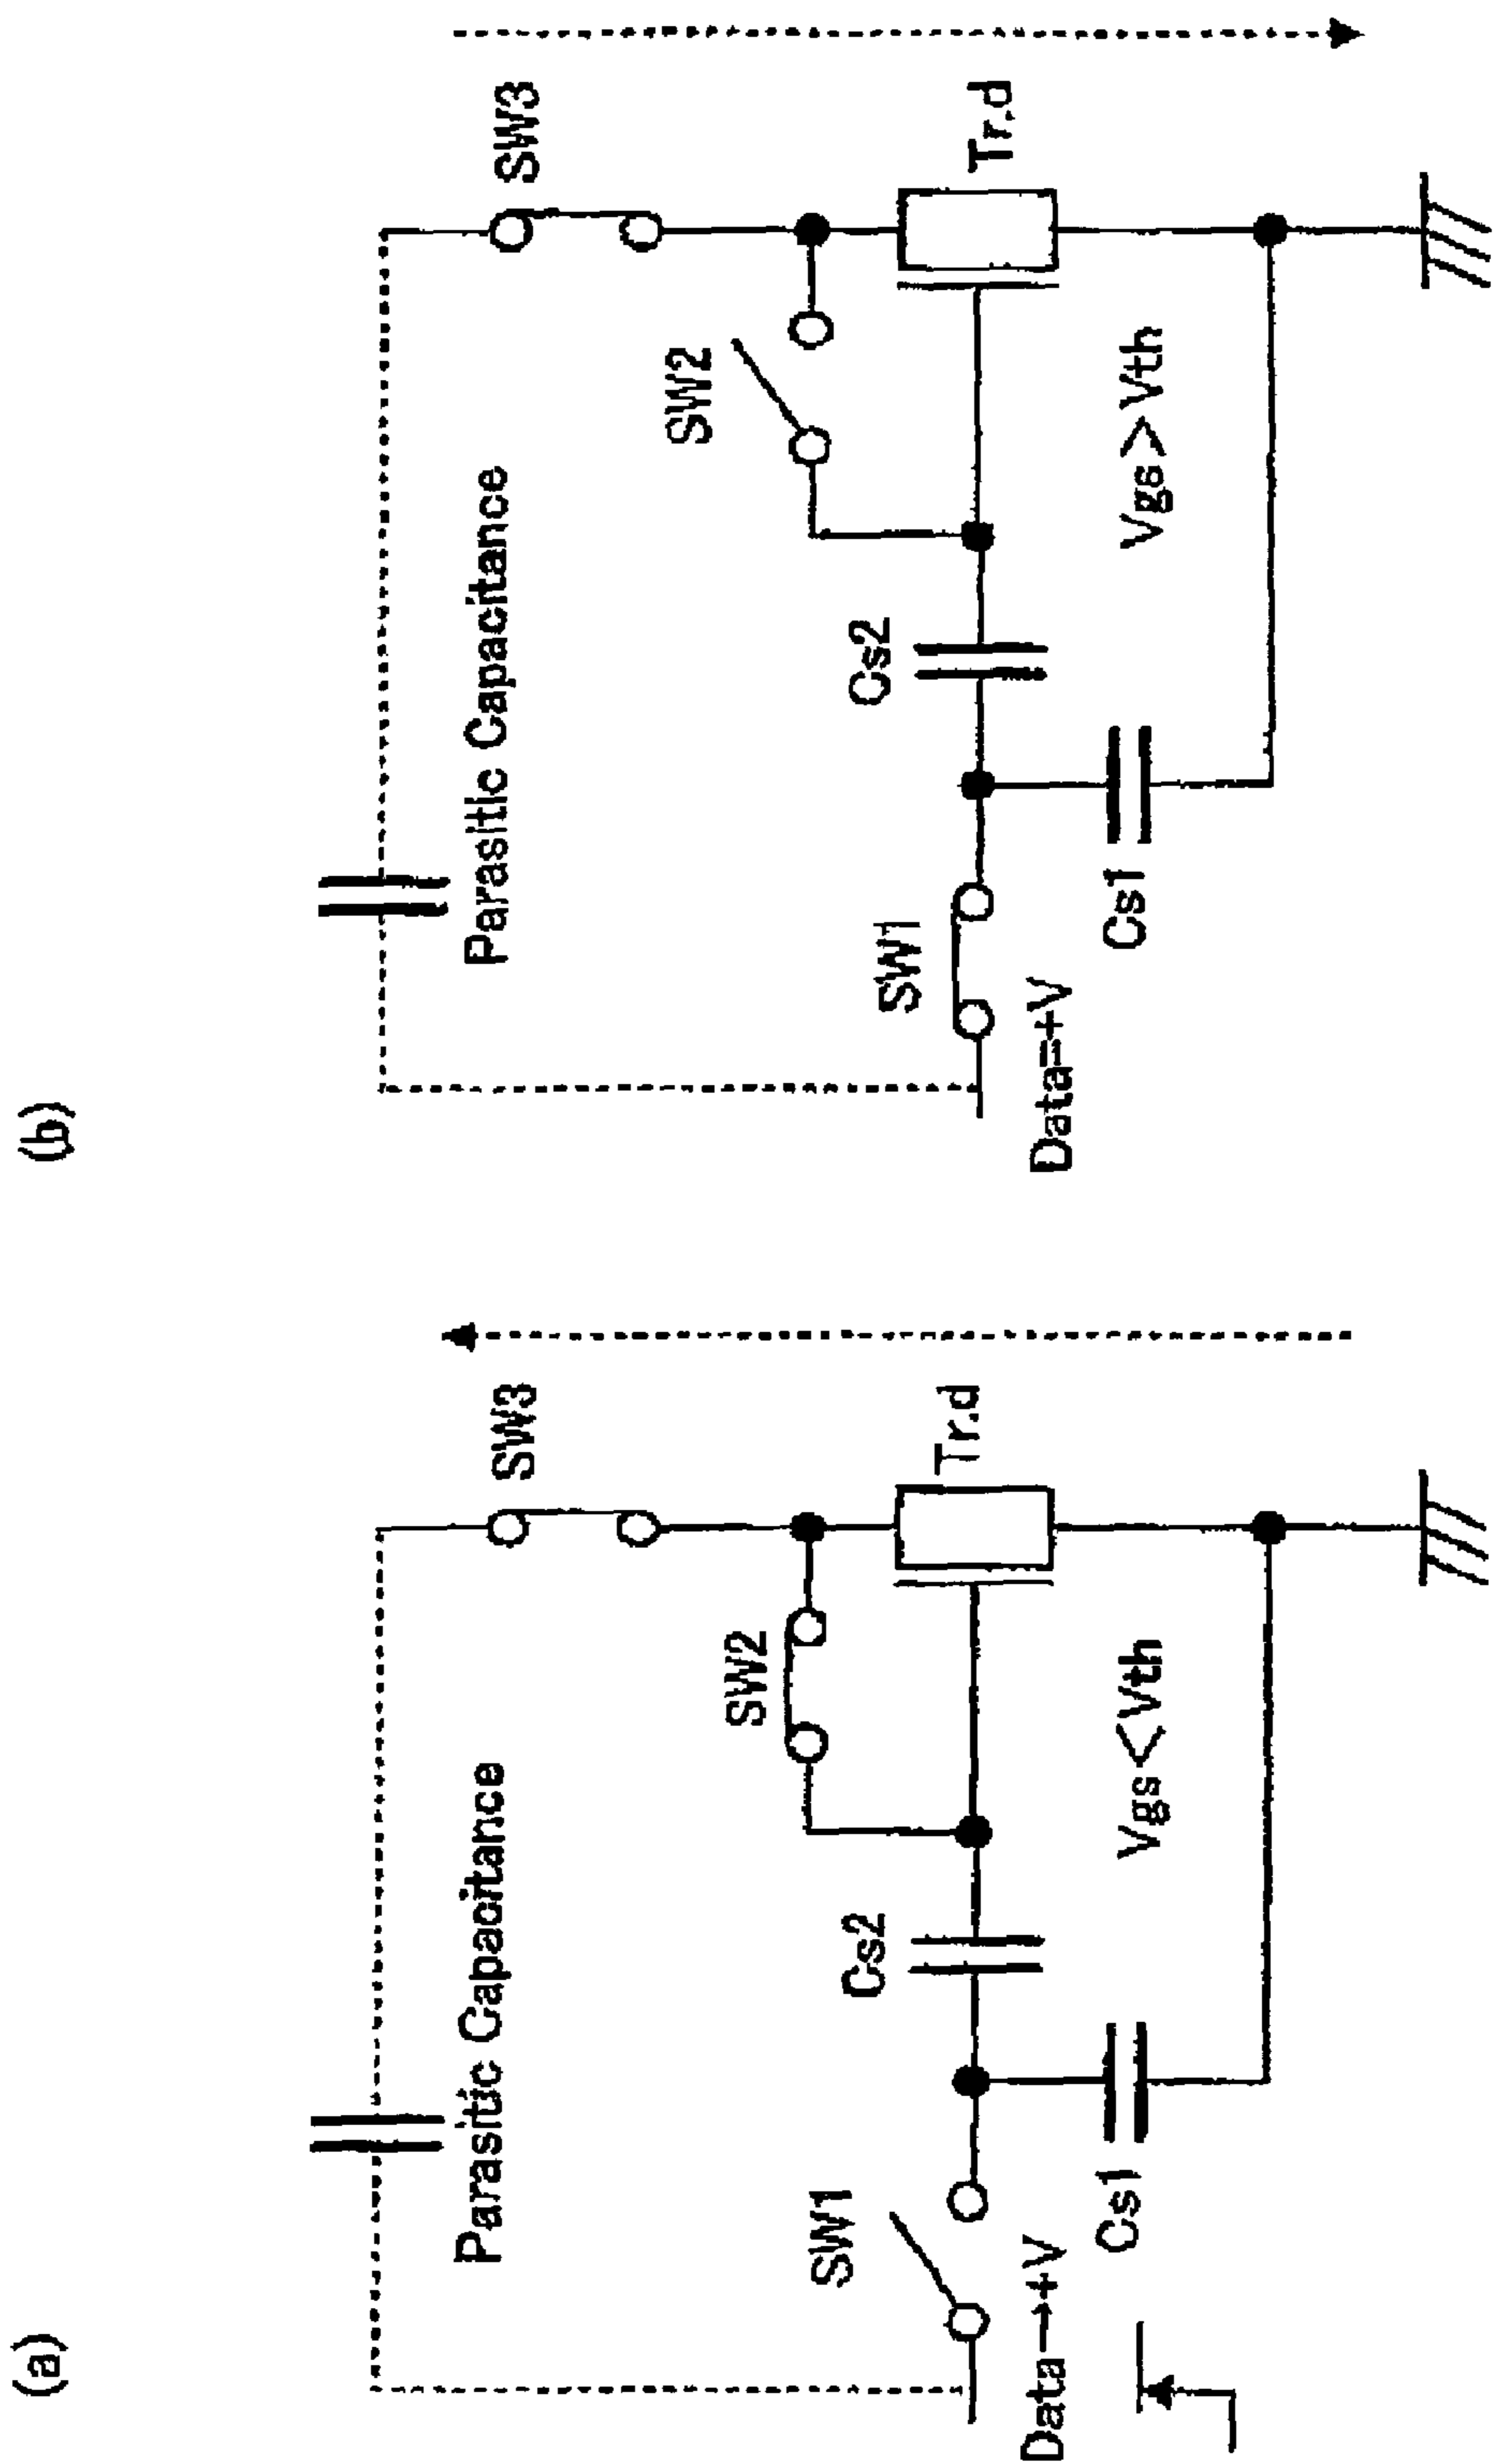 (a)
Parasitic Capacitance
SW3
SW2
Tr.d
Cs2
SW1
Vgs<Vth
Cs1
Data→+V
(b)
Parasitic Capacitance
SW3
SW2
Tr.d
Cs2
SW1
Vgs>Vth
Cs1
Data=+V